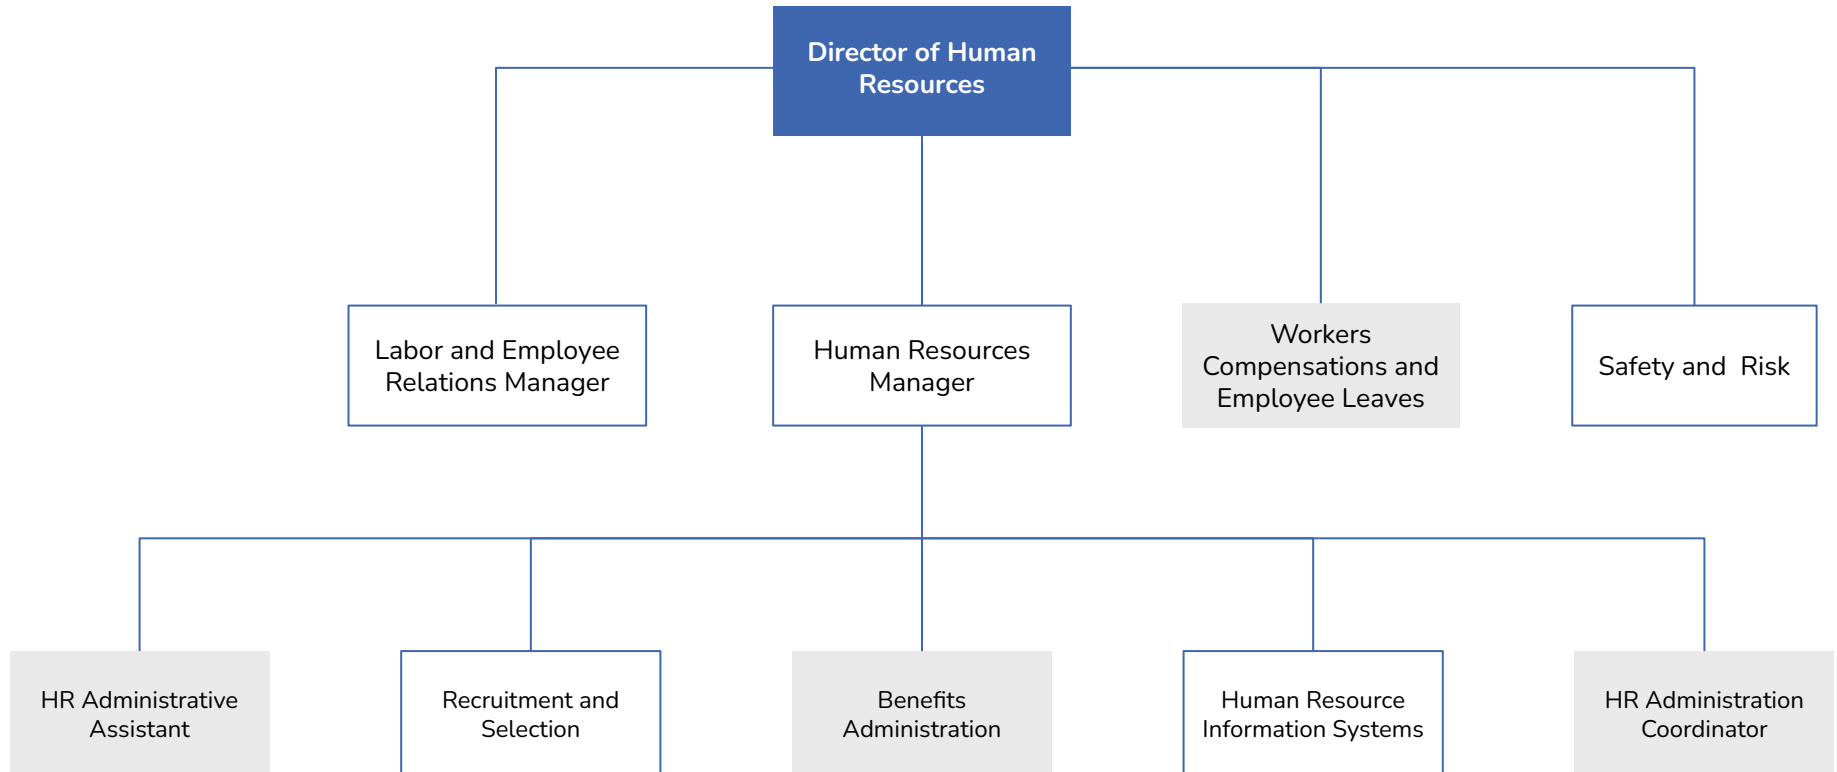 Director of Human
Resources
Labor and Employee
Relations Manager
Human Resources
Manager
Workers
Compensations and
Employee Leaves
Safety and  Risk
HR Administrative
Assistant
Recruitment and
Selection
Benefits
Administration
Human Resource
Information Systems
HR Administration
Coordinator